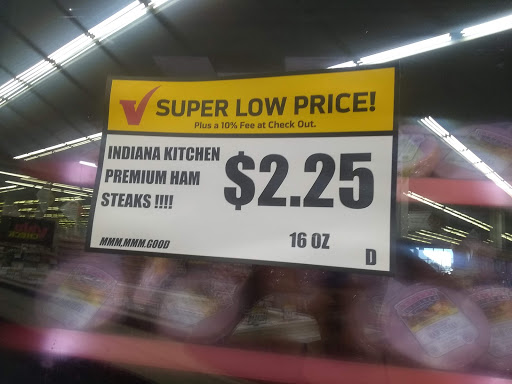 SUPER LOW PRICE!
Plus a 10% Fee at Check Out.
INDIANA KITCHEN
PREMIUM HAM
STEAKS !!!!
$2.25
MMM,MMM.GOOD
16 OZ
D